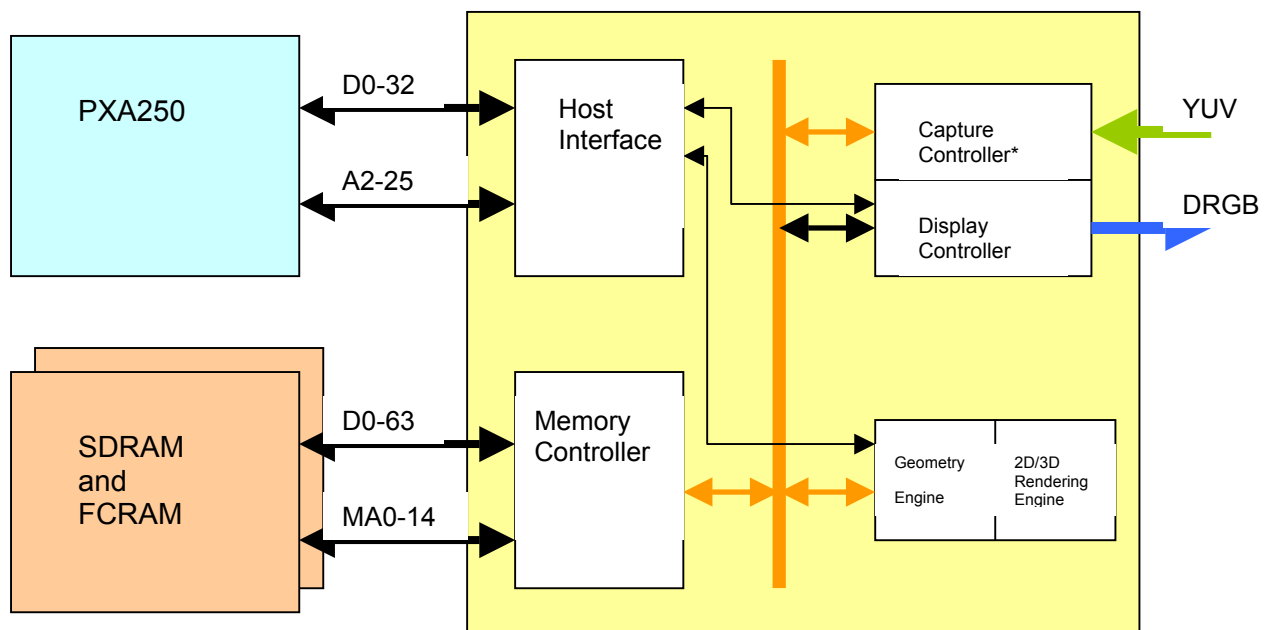 PXA250
D0-32
A2-25
Host
Interface
Capture
Controller*
YUV
Display
Controller
DRGB
SDRAM
and
FCRAM
D0-63
MA0-14
Memory
Controller
Geometry
Engine
2D/3D
Rendering
Engine